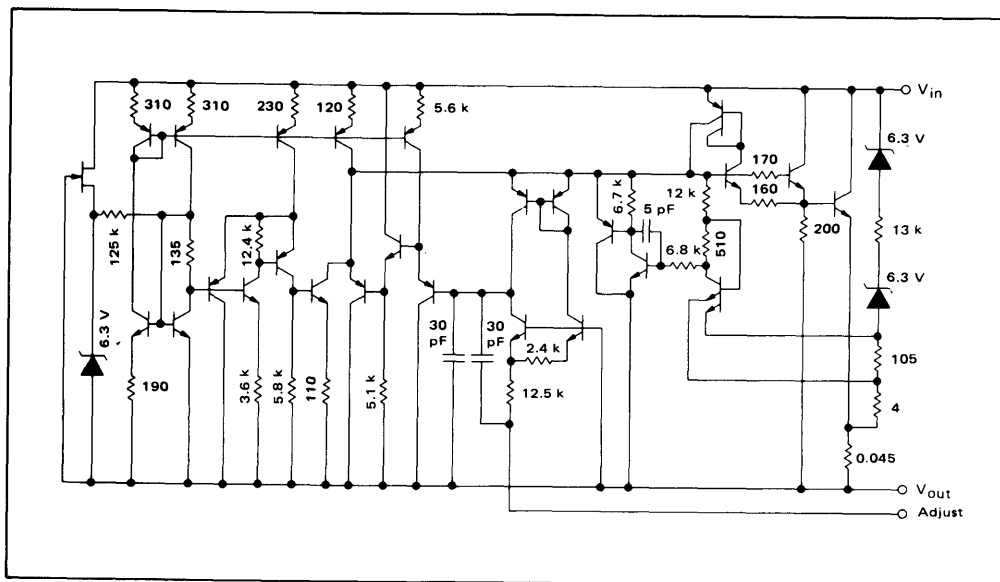 310
310
230
120
5.6 k
V_in
6.3 V
170
160
12 k
6.7 k
5 pF
200
13 k
125 k
135
12.4 k
6.8 k
510
6.3 V
6.3 V
30 pF
30 pF
2.4 k
105
190
3.6 k
5.8 k
110
5.1 k
12.5 k
4
0.045
V_out
Adjust